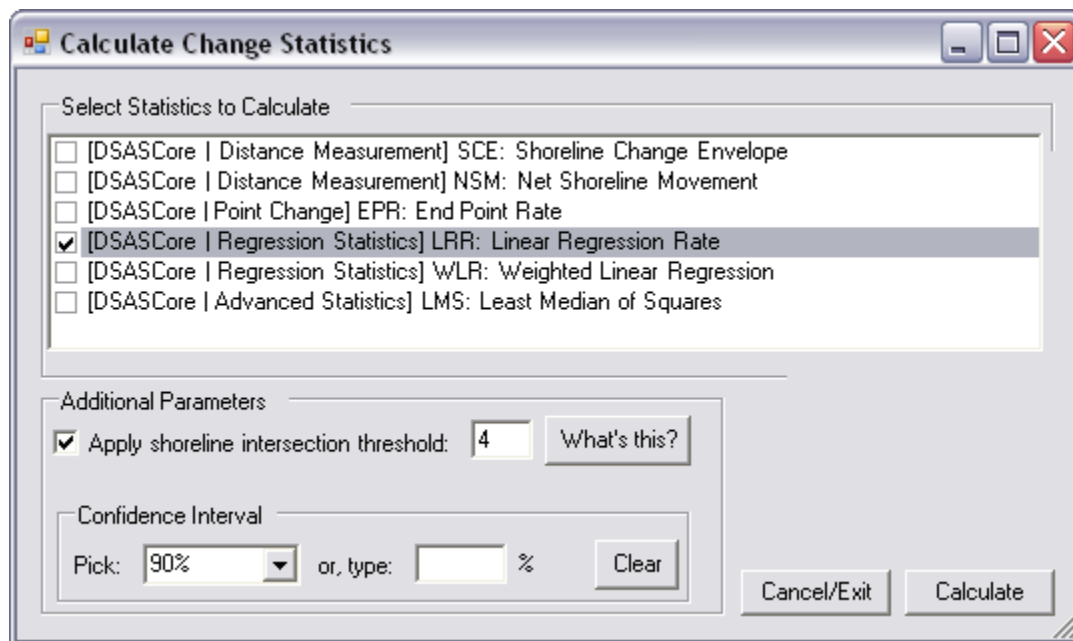 Calculate Change Statistics
Select Statistics to Calculate
[DSASCore | Distance Measurement] SCE: Shoreline Change Envelope
[DSASCore | Distance Measurement] NSM: Net Shoreline Movement
[DSASCore | Point Change] EPR: End Point Rate
[DSASCore | Regression Statistics] LRR: Linear Regression Rate
[DSASCore | Regression Statistics] WLR: Weighted Linear Regression
[DSASCore | Advanced Statistics] LMS: Least Median of Squares
Additional Parameters
Apply shoreline intersection threshold: 4 What's this?
Confidence Interval
Pick: 90% or, type: % Clear
Cancel/Exit Calculate